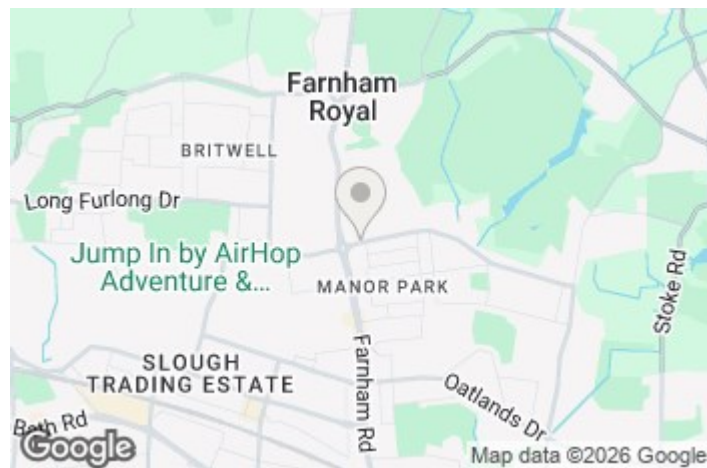 Farnham
Royal
BRITWELL
Long Furlong Dr
Jump In by AirHop
Adventure &...
MANOR PARK
Stoke Rd
SLOUGH
TRADING ESTATE
Farnham Rd
Oatlands Dr
Bath Rd
Google
Map data ©2026 Google